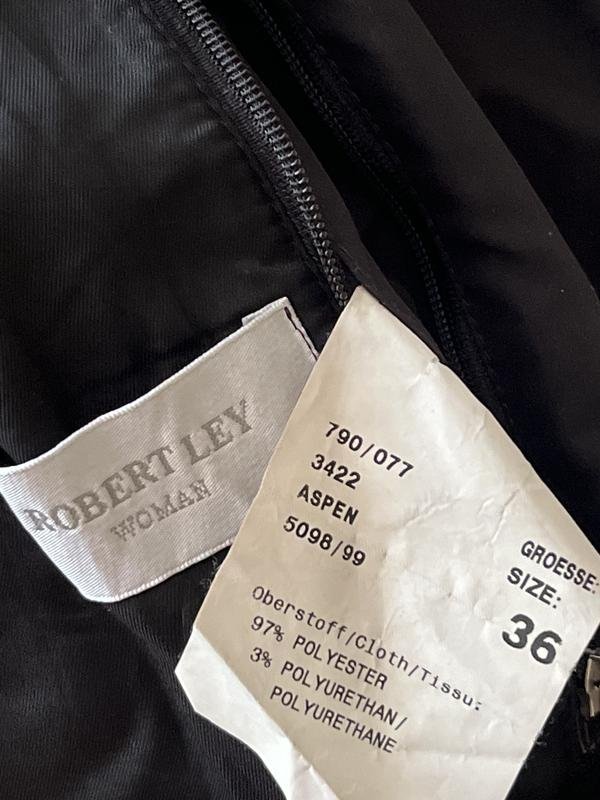 ROBERT LEY
WOMAN
790/077
3422
ASPEN
5098/99
GROESSE:
SIZE:
36
Oberstoff/Cloth/Tissu:
97% POLYESTER
3% POLYURETHAN/
POLYURETHANE